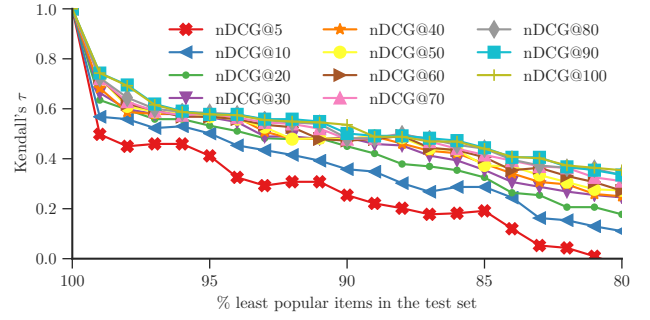 1.0
0.8
0.6
0.4
0.2
0.0
Kendall's τ
nDCG@5
nDCG@10
nDCG@20
nDCG@30
nDCG@40
nDCG@50
nDCG@60
nDCG@70
nDCG@80
nDCG@90
nDCG@100
100
95
90
85
80
% least popular items in the test set